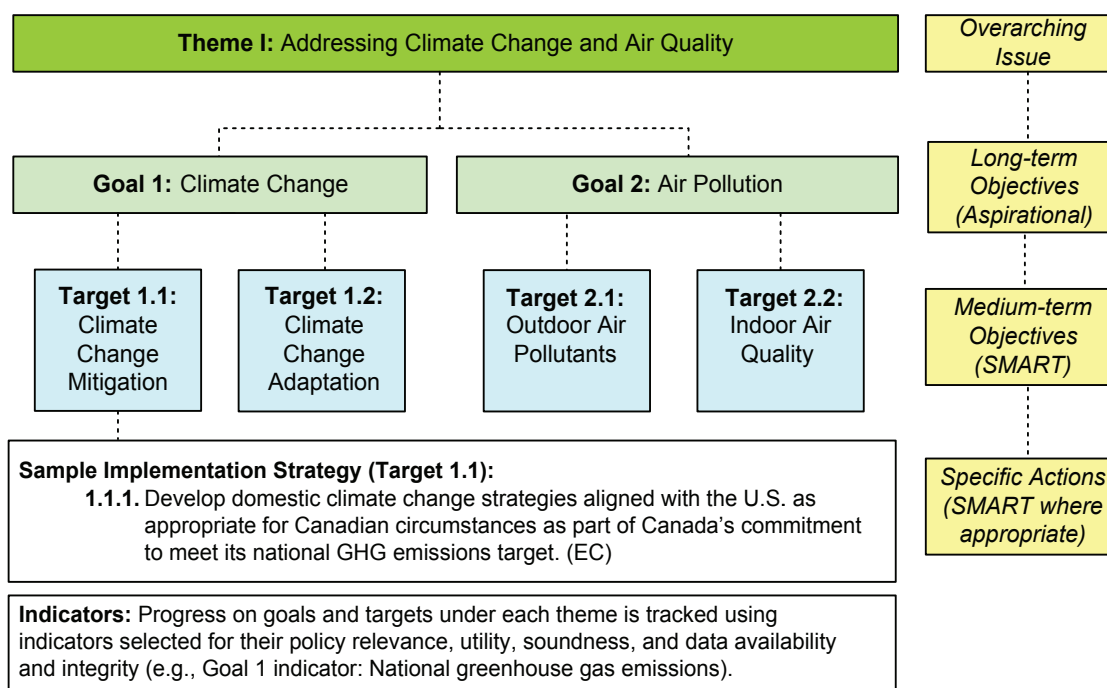 Theme I: Addressing Climate Change and Air Quality
Overarching
Issue
Goal 1: Climate Change
Goal 2: Air Pollution
Long-term
Objectives
(Aspirational)
Target 1.1:
Climate
Change
Mitigation
Target 1.2:
Climate
Change
Adaptation
Target 2.1:
Outdoor Air
Pollutants
Target 2.2:
Indoor Air
Quality
Medium-term
Objectives
(SMART)
Sample Implementation Strategy (Target 1.1):
1.1.1. Develop domestic climate change strategies aligned with the U.S. as
appropriate for Canadian circumstances as part of Canada’s commitment
to meet its national GHG emissions target. (EC)
Specific Actions
(SMART where
appropriate)
Indicators: Progress on goals and targets under each theme is tracked using
indicators selected for their policy relevance, utility, soundness, and data availability
and integrity (e.g., Goal 1 indicator: National greenhouse gas emissions).